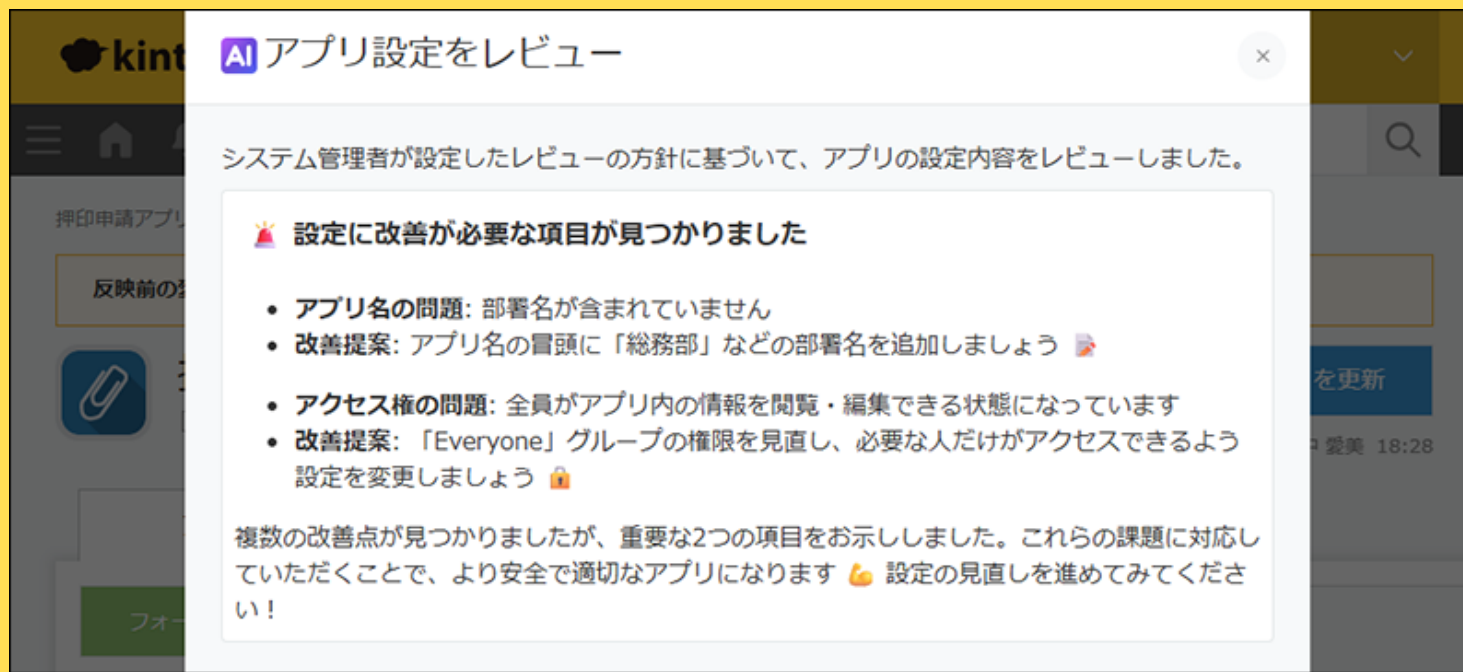 kint
AI アプリ設定をレビュー
×
システム管理者が設定したレビューの方針に基づいて、アプリの設定内容をレビューしました。
押印申請アプリ
🚨 設定に改善が必要な項目が見つかりました
反映前の
• アプリ名の問題: 部署名が含まれていません
• 改善提案: アプリ名の冒頭に「総務部」などの部署名を追加しましょう 📝
を更新
• アクセス権の問題: 全員がアプリ内の情報を閲覧・編集できる状態になっています
• 改善提案: 「Everyone」グループの権限を見直し、必要な人だけがアクセスできるよう
設定を変更しましょう 🔒
愛美 18:28
複数の改善点が見つかりましたが、重要な2つの項目をお示ししました。これらの課題に対応し
ていただくことで、より安全で適切なアプリになります 💪 設定の見直しを進めてみてくださ
い！
フォー